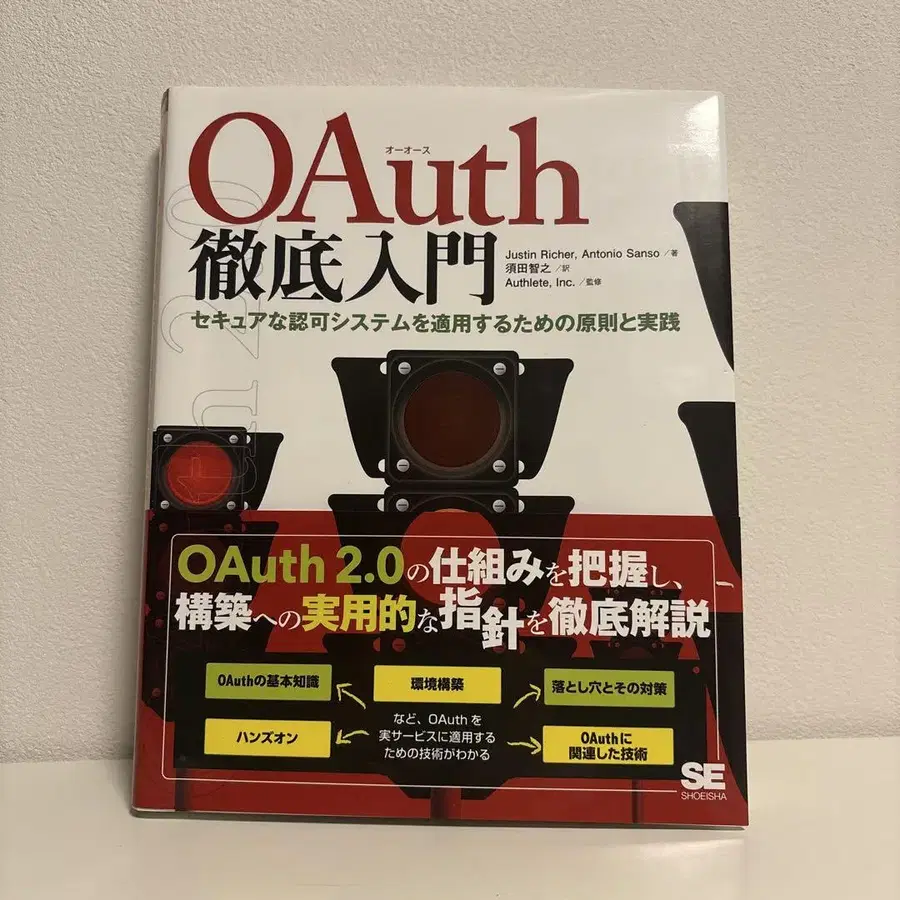 OAuth
オーオース
徹底入門
Justin Richer, Antonio Sanso/著
須田智之/訳
Authlete, Inc./監修
セキュアな認可システムを適用するための原則と実践
OAuth 2.0の仕組みを把握し、
構築への実用的な指針を徹底解説
OAuthの基本知識
環境構築
落とし穴とその対策
ハンズオン
など、OAuthを
実サービスに適用する
ための技術がわかる
OAuthに
関連した技術
SE
SHOEISHA